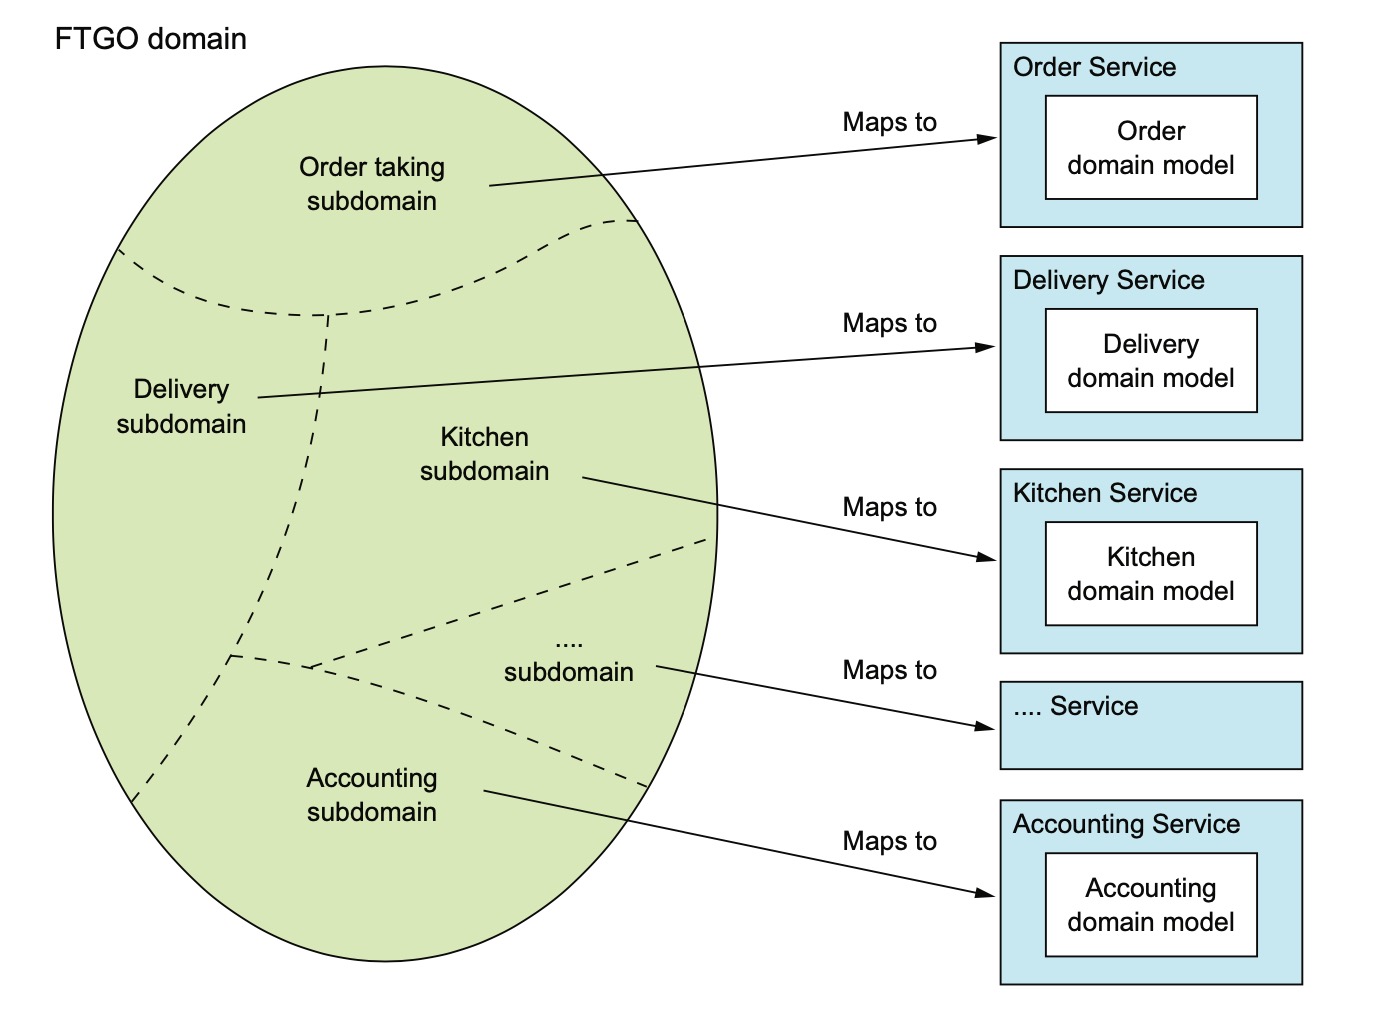 FTGO domain
Order taking
subdomain
Maps to
Order Service
Order
domain model
Delivery
subdomain
Maps to
Delivery Service
Delivery
domain model
Kitchen
subdomain
Maps to
Kitchen Service
Kitchen
domain model
....
subdomain
Maps to
.... Service
Accounting
subdomain
Maps to
Accounting Service
Accounting
domain model